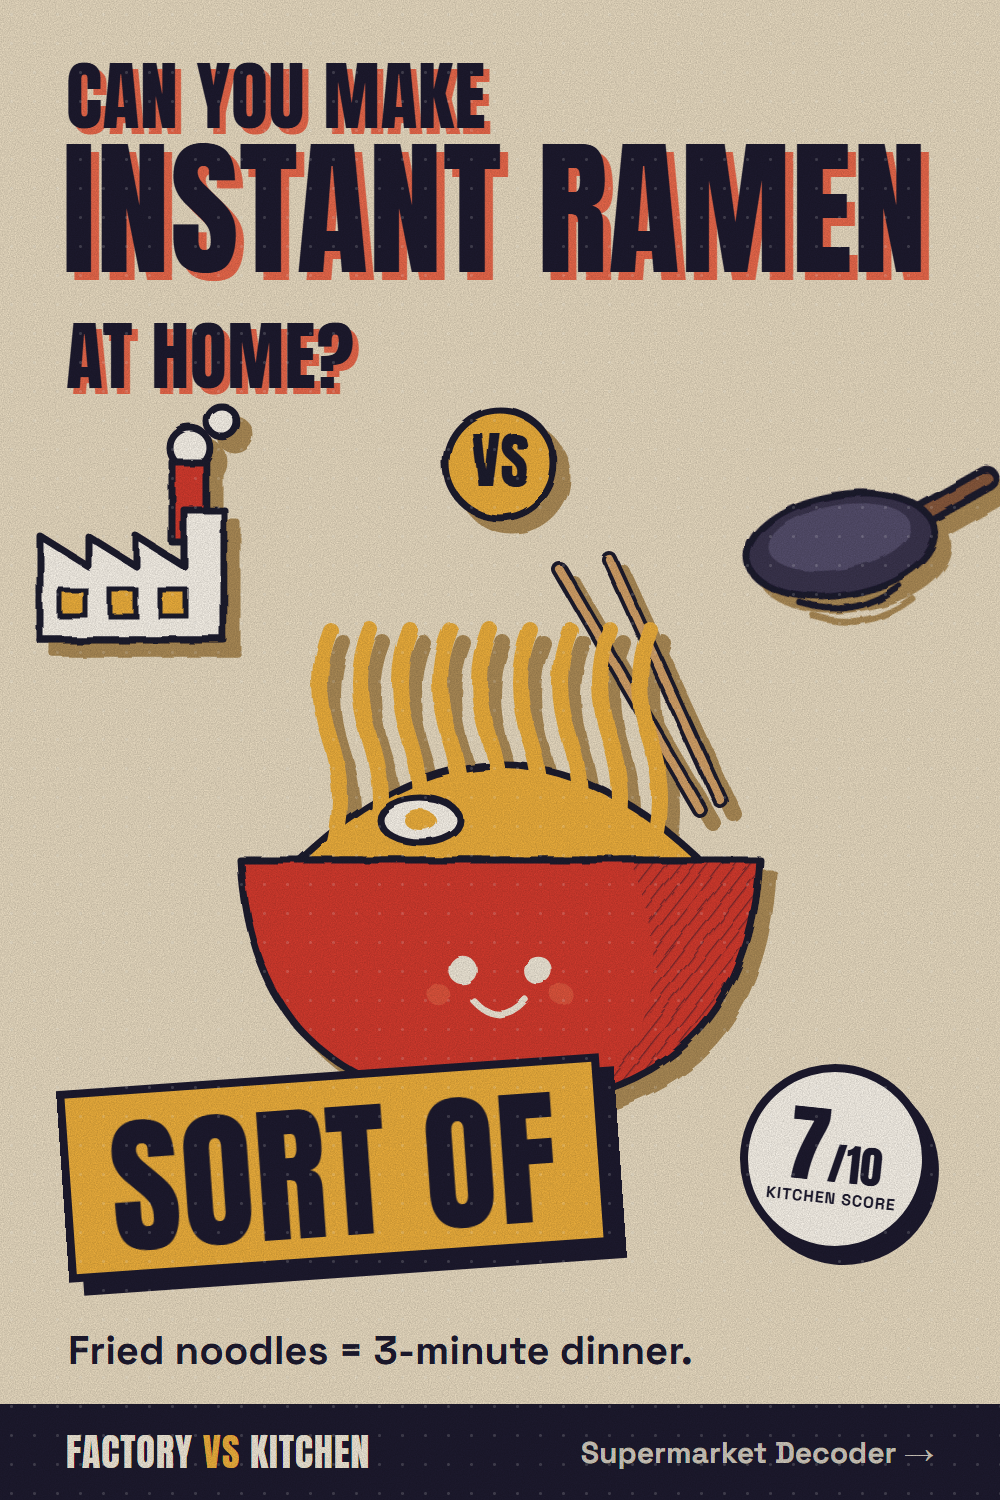 CAN YOU MAKE
INSTANT RAMEN
AT HOME?
VS
SORT OF
7/10
KITCHEN SCORE
Fried noodles = 3-minute dinner.
FACTORY VS KITCHEN
Supermarket Decoder →